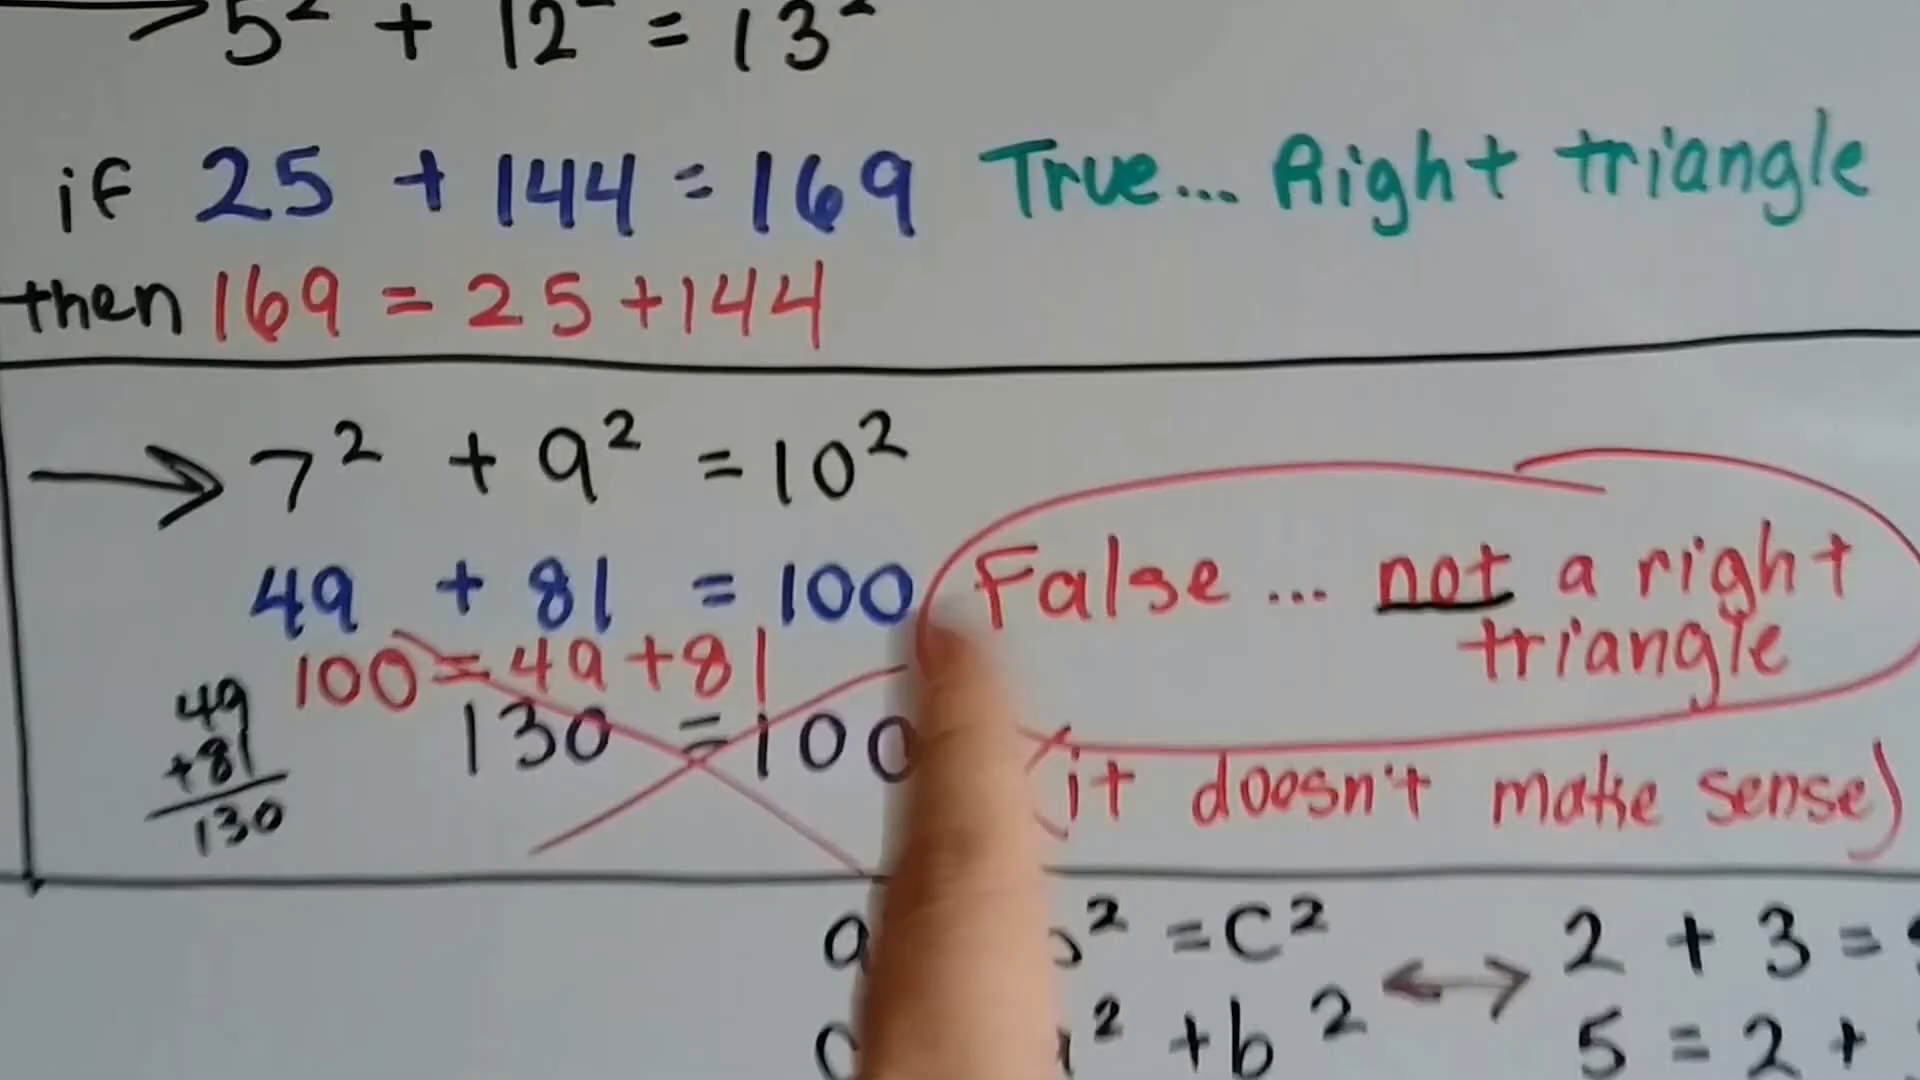 5² + 12² = 13²
if 25 + 144 = 169 True... Right triangle
then 169 = 25 + 144
→ 7² + 9² = 10²
49 + 81 = 100 False... not a right
triangle
100 = 49 + 81
130 = 100
49
+81
130
(it doesn't make sense)
a ² = c² ↔ 2 + 3 =
² + b² 5 = 2 +